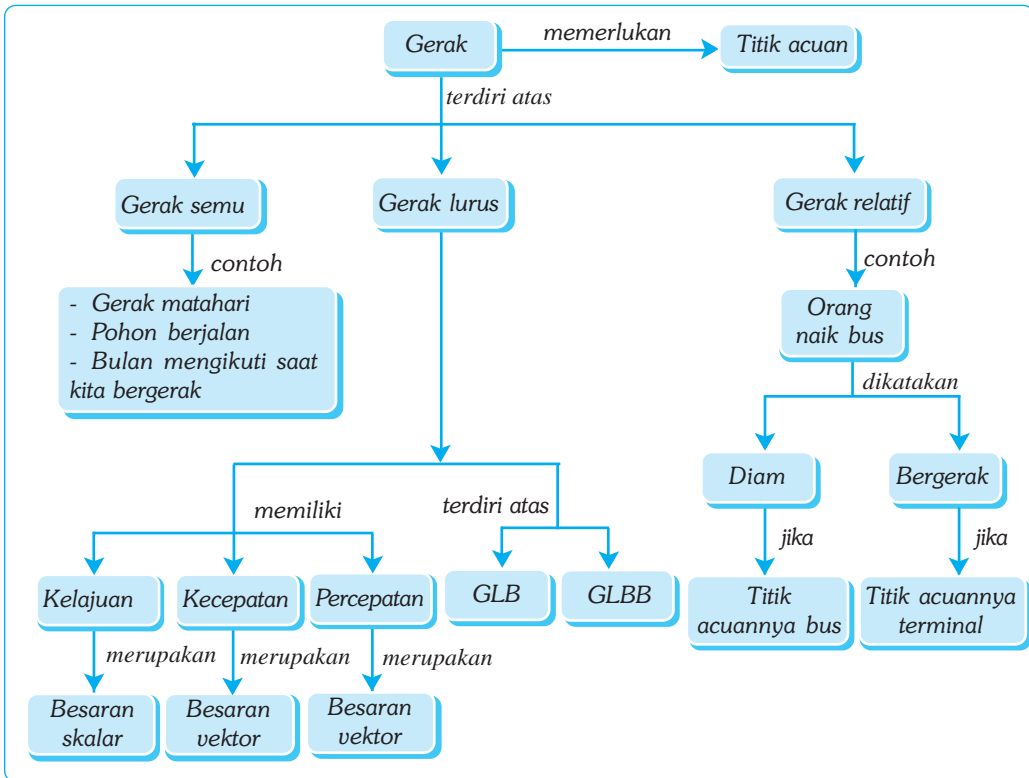 Gerak
memerlukan
Titik acuan
terdiri atas
Gerak semu
Gerak lurus
Gerak relatif
contoh
- Gerak matahari
- Pohon berjalan
- Bulan mengikuti saat
kita bergerak
contoh
Orang
naik bus
dikatakan
Diam
Bergerak
jika
jika
Titik
acuannya bus
Titik acuannya
terminal
memiliki
terdiri atas
Kelajuan
Kecepatan
Percepatan
GLB
GLBB
merupakan
merupakan
merupakan
Besaran
skalar
Besaran
vektor
Besaran
vektor